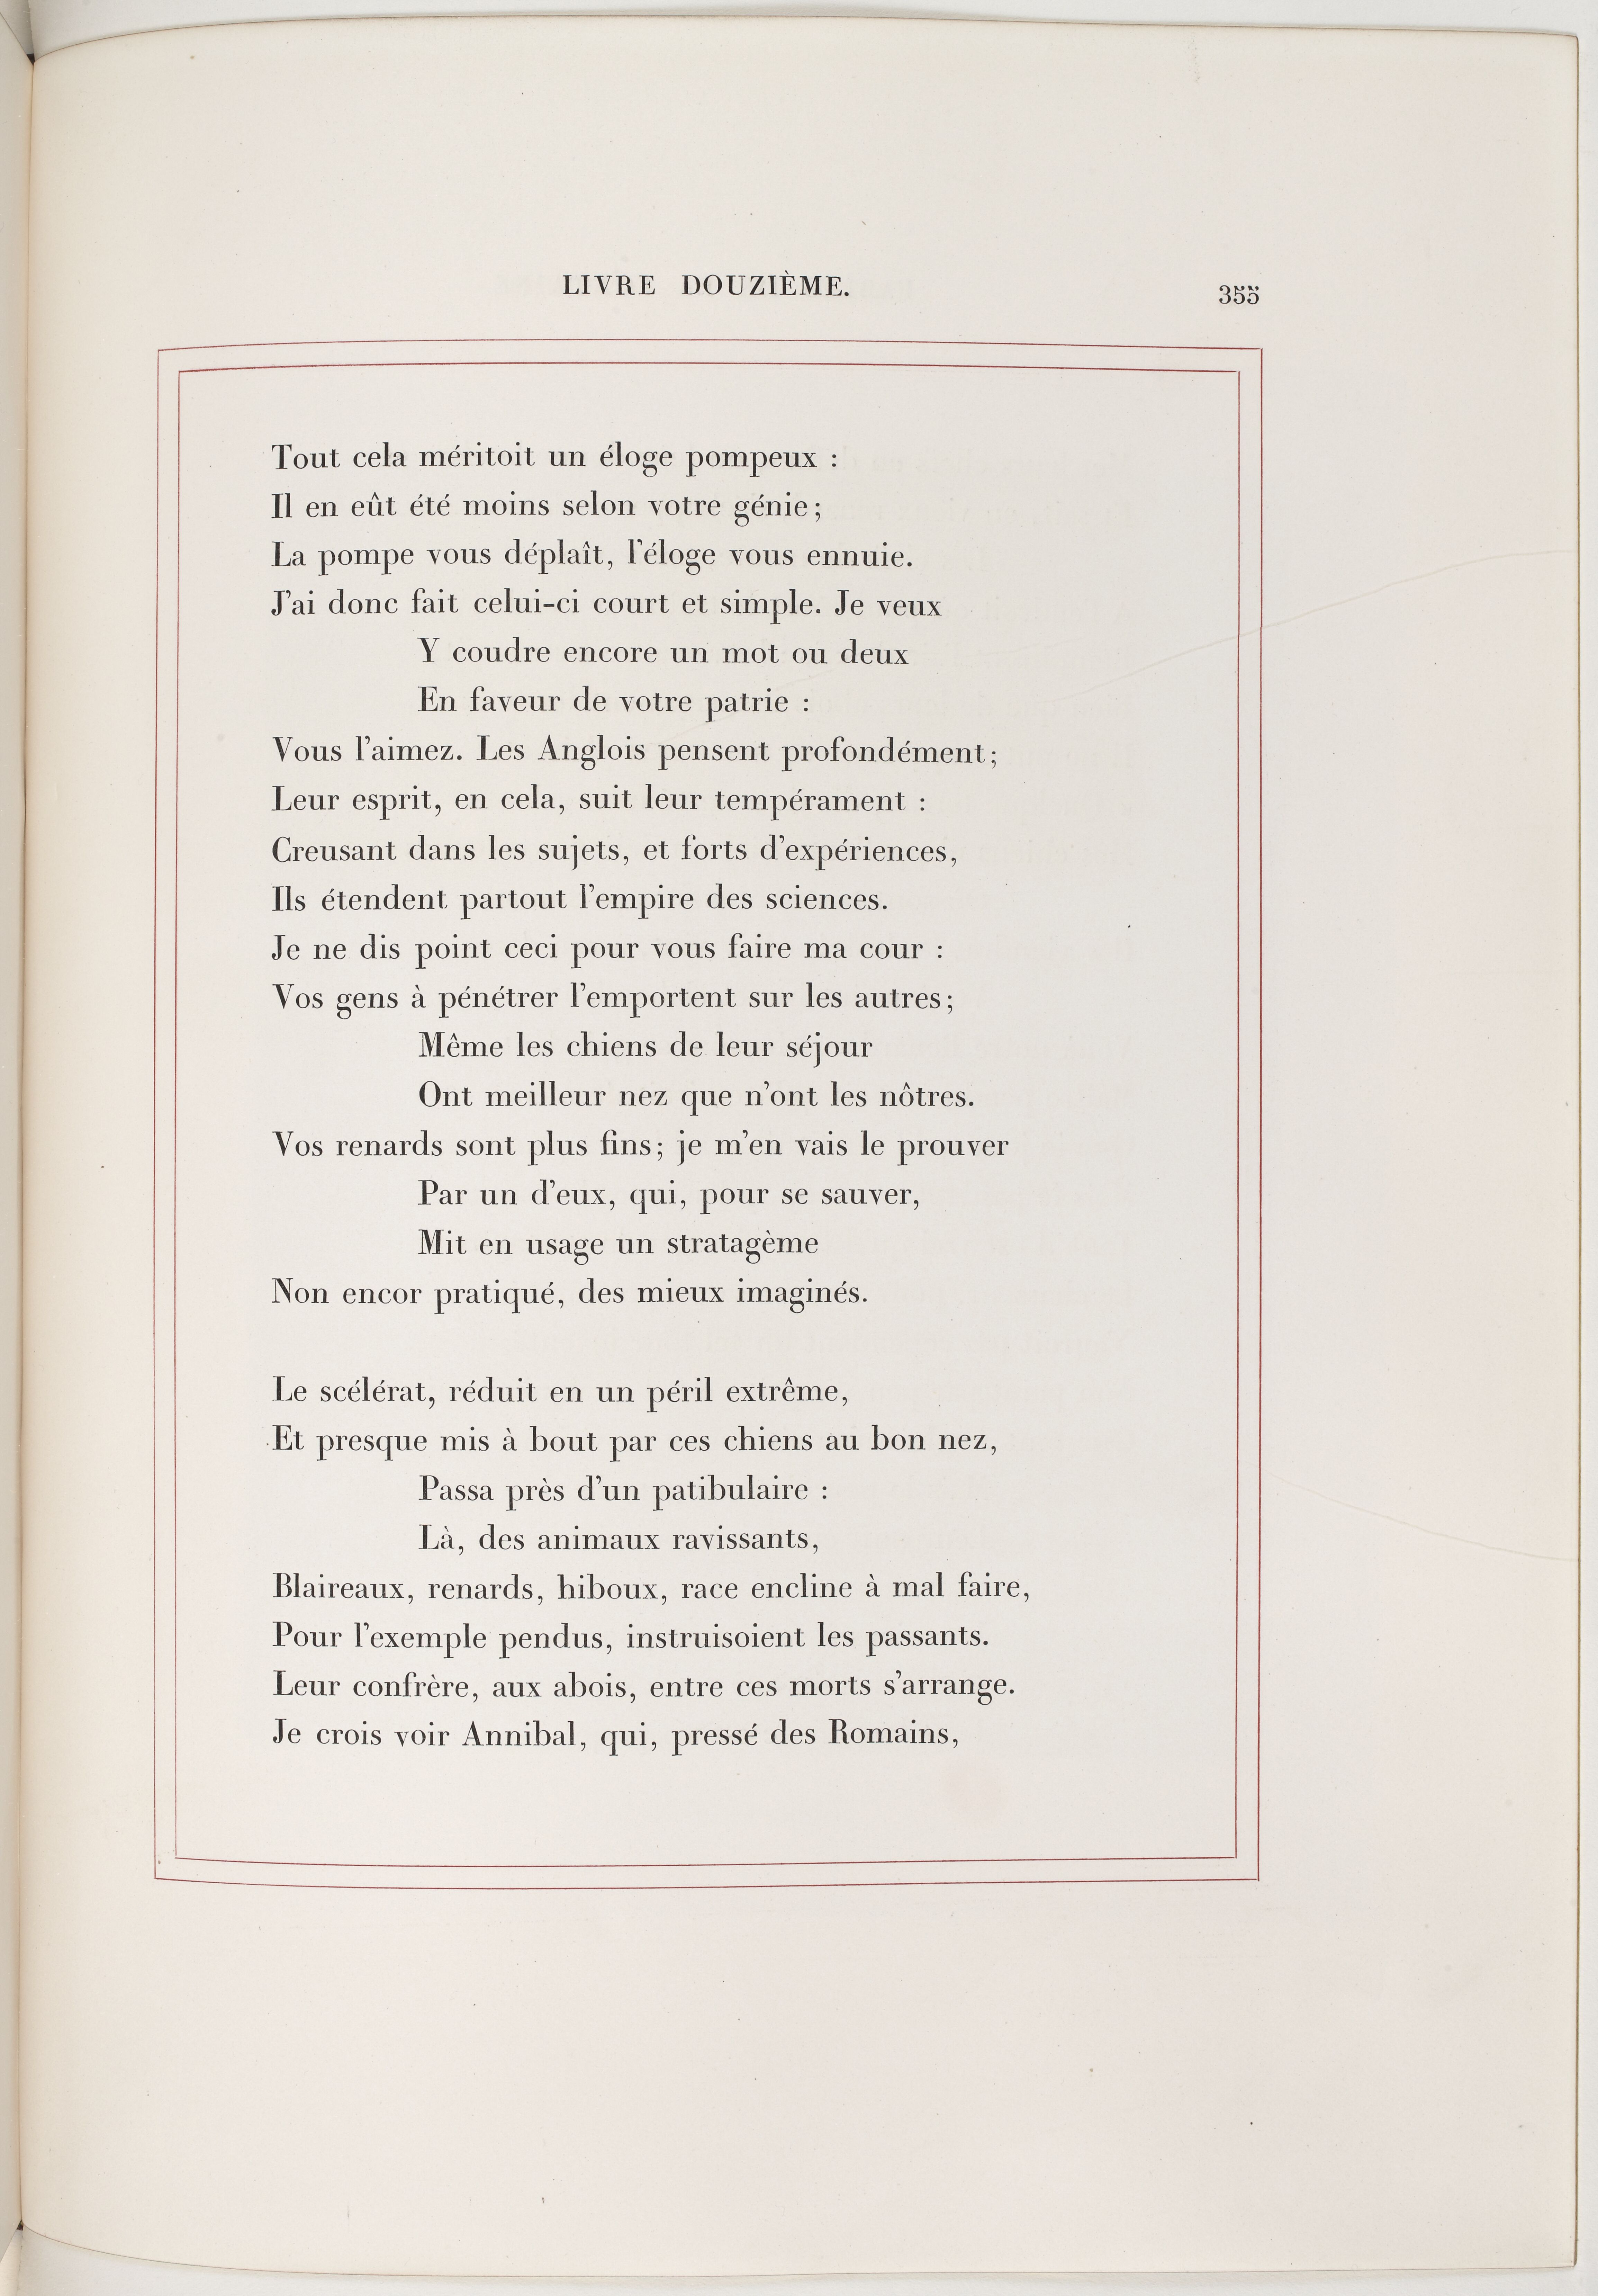 LIVRE DOUZIÈME.
355
Tout cela méritoit un éloge pompeux :
Il en eût été moins selon votre génie;
La pompe vous déplaît, l'éloge vous ennuie.
J'ai donc fait celui-ci court et simple. Je veux
Y coudre encore un mot ou deux
En faveur de votre patrie :
Vous l'aimez. Les Anglois pensent profondément;
Leur esprit, en cela, suit leur tempérament :
Creusant dans les sujets, et forts d'expériences,
Ils étendent partout l'empire des sciences.
Je ne dis point ceci pour vous faire ma cour :
Vos gens à pénétrer l'emportent sur les autres;
Même les chiens de leur séjour
Ont meilleur nez que n'ont les nôtres.
Vos renards sont plus fins; je m'en vais le prouver
Par un d'eux, qui, pour se sauver,
Mit en usage un stratagème
Non encor pratiqué, des mieux imaginés.
Le scélérat, réduit en un péril extrême,
Et presque mis à bout par ces chiens au bon nez,
Passa près d'un patibulaire :
Là, des animaux ravissants,
Blaireaux, renards, hiboux, race encline à mal faire,
Pour l'exemple pendus, instruisoient les passants.
Leur confrère, aux abois, entre ces morts s'arrange.
Je crois voir Annibal, qui, pressé des Romains,